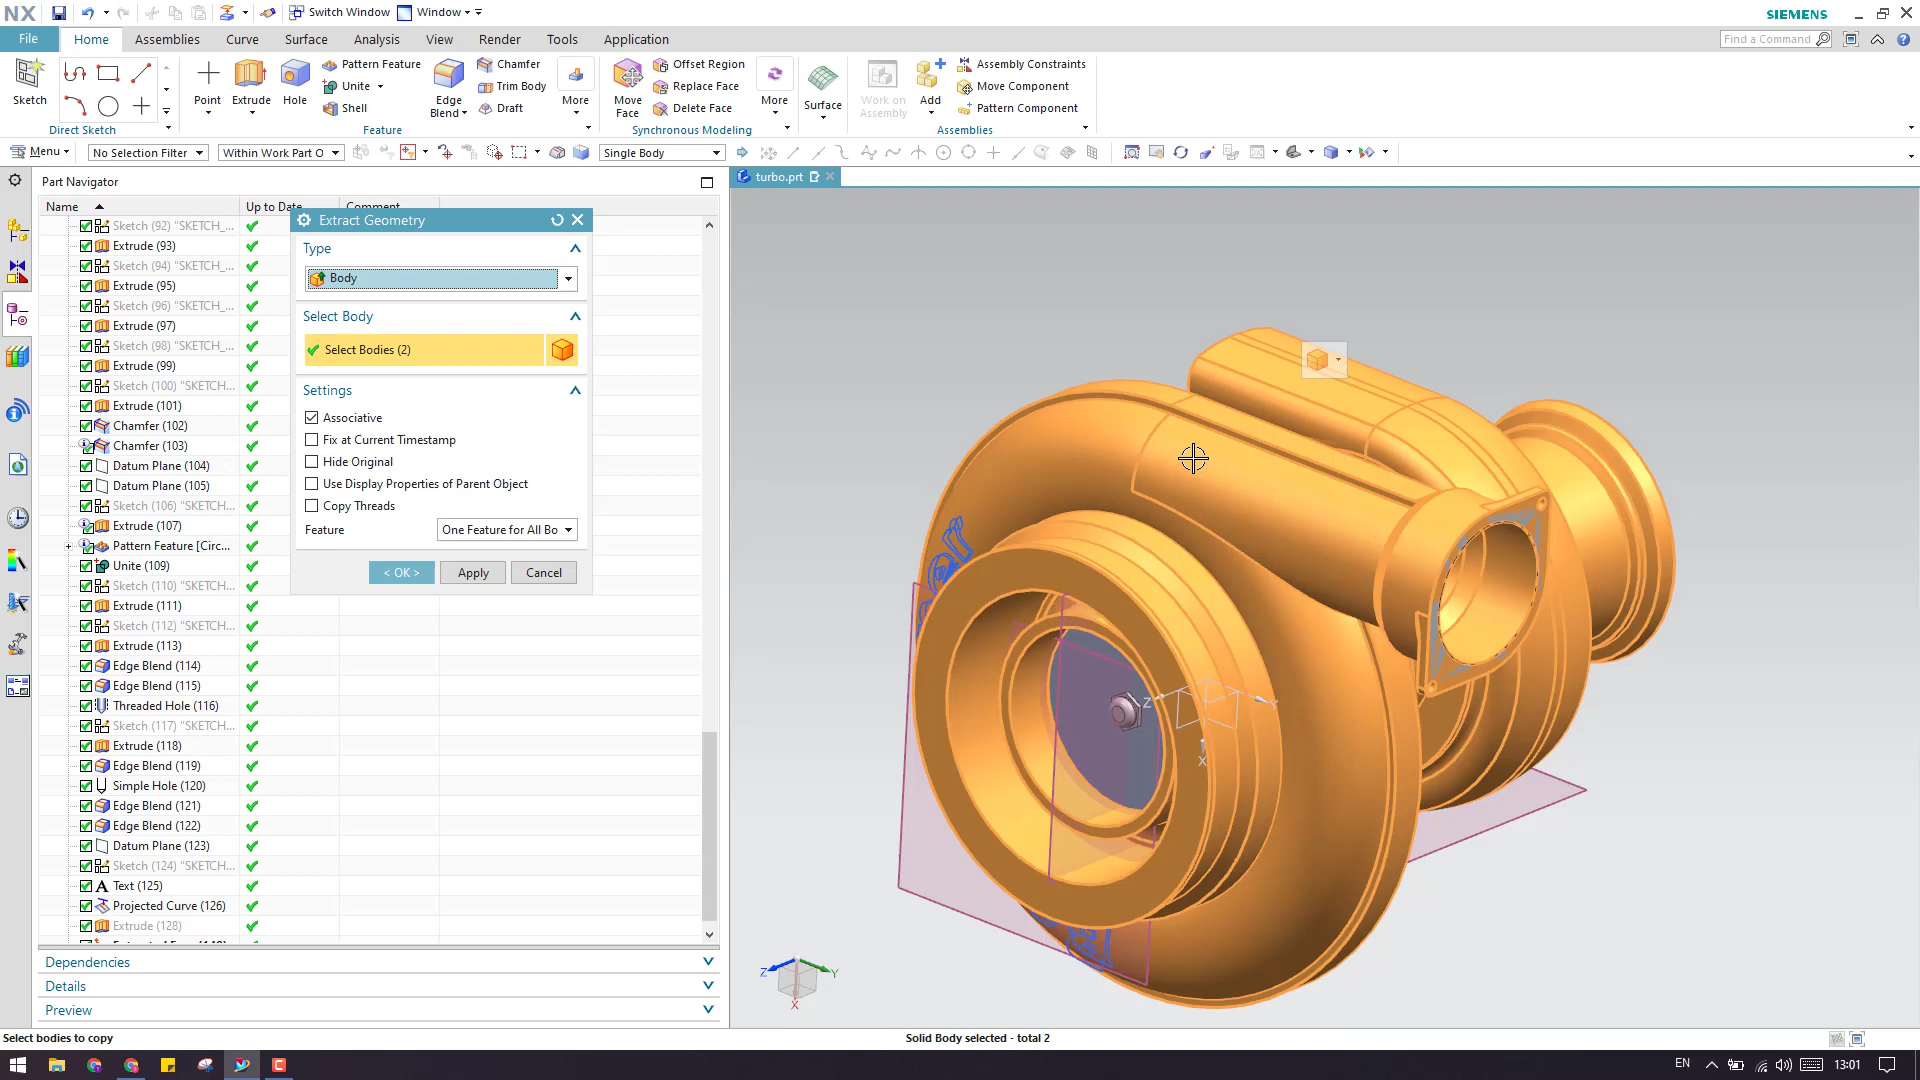 NX
Switch Window
Window
SIEMENS
File
Home
Assemblies
Curve
Surface
Analysis
View
Render
Tools
Application
Find a Command
Sketch
Point
Extrude
Hole
Pattern Feature
Unite
Shell
Edge
Blend
Chamfer
Trim Body
Draft
More
Move
Face
Offset Region
Replace Face
Delete Face
More
Surface
Work on
Assembly
Add
Assembly Constraints
Move Component
Pattern Component
Direct Sketch
Feature
Synchronous Modeling
Assemblies
Menu
No Selection Filter
Within Work Part O
Single Body
Part Navigator
turbo.prt
Name
Up to Date
Comment
Sketch (92) "SKETCH_...
Extrude (93)
Sketch (94) "SKETCH_...
Extrude (95)
Sketch (96) "SKETCH_...
Extrude (97)
Sketch (98) "SKETCH_...
Extrude (99)
Sketch (100) "SKETCH...
Extrude (101)
Chamfer (102)
Chamfer (103)
Datum Plane (104)
Datum Plane (105)
Sketch (106) "SKETCH...
Extrude (107)
Pattern Feature [Circ...
Unite (109)
Sketch (110) "SKETCH...
Extrude (111)
Sketch (112) "SKETCH...
Extrude (113)
Edge Blend (114)
Edge Blend (115)
Threaded Hole (116)
Sketch (117) "SKETCH...
Extrude (118)
Edge Blend (119)
Simple Hole (120)
Edge Blend (121)
Edge Blend (122)
Datum Plane (123)
Sketch (124) "SKETCH...
Text (125)
Projected Curve (126)
Extrude (128)
Dependencies
Details
Preview
Extract Geometry
Type
Body
Select Body
Select Bodies (2)
Settings
Associative
Fix at Current Timestamp
Hide Original
Use Display Properties of Parent Object
Copy Threads
Feature
One Feature for All Bo
< OK >
Apply
Cancel
Z
Y
X
Z
X
Select bodies to copy
Solid Body selected - total 2
EN
13:01